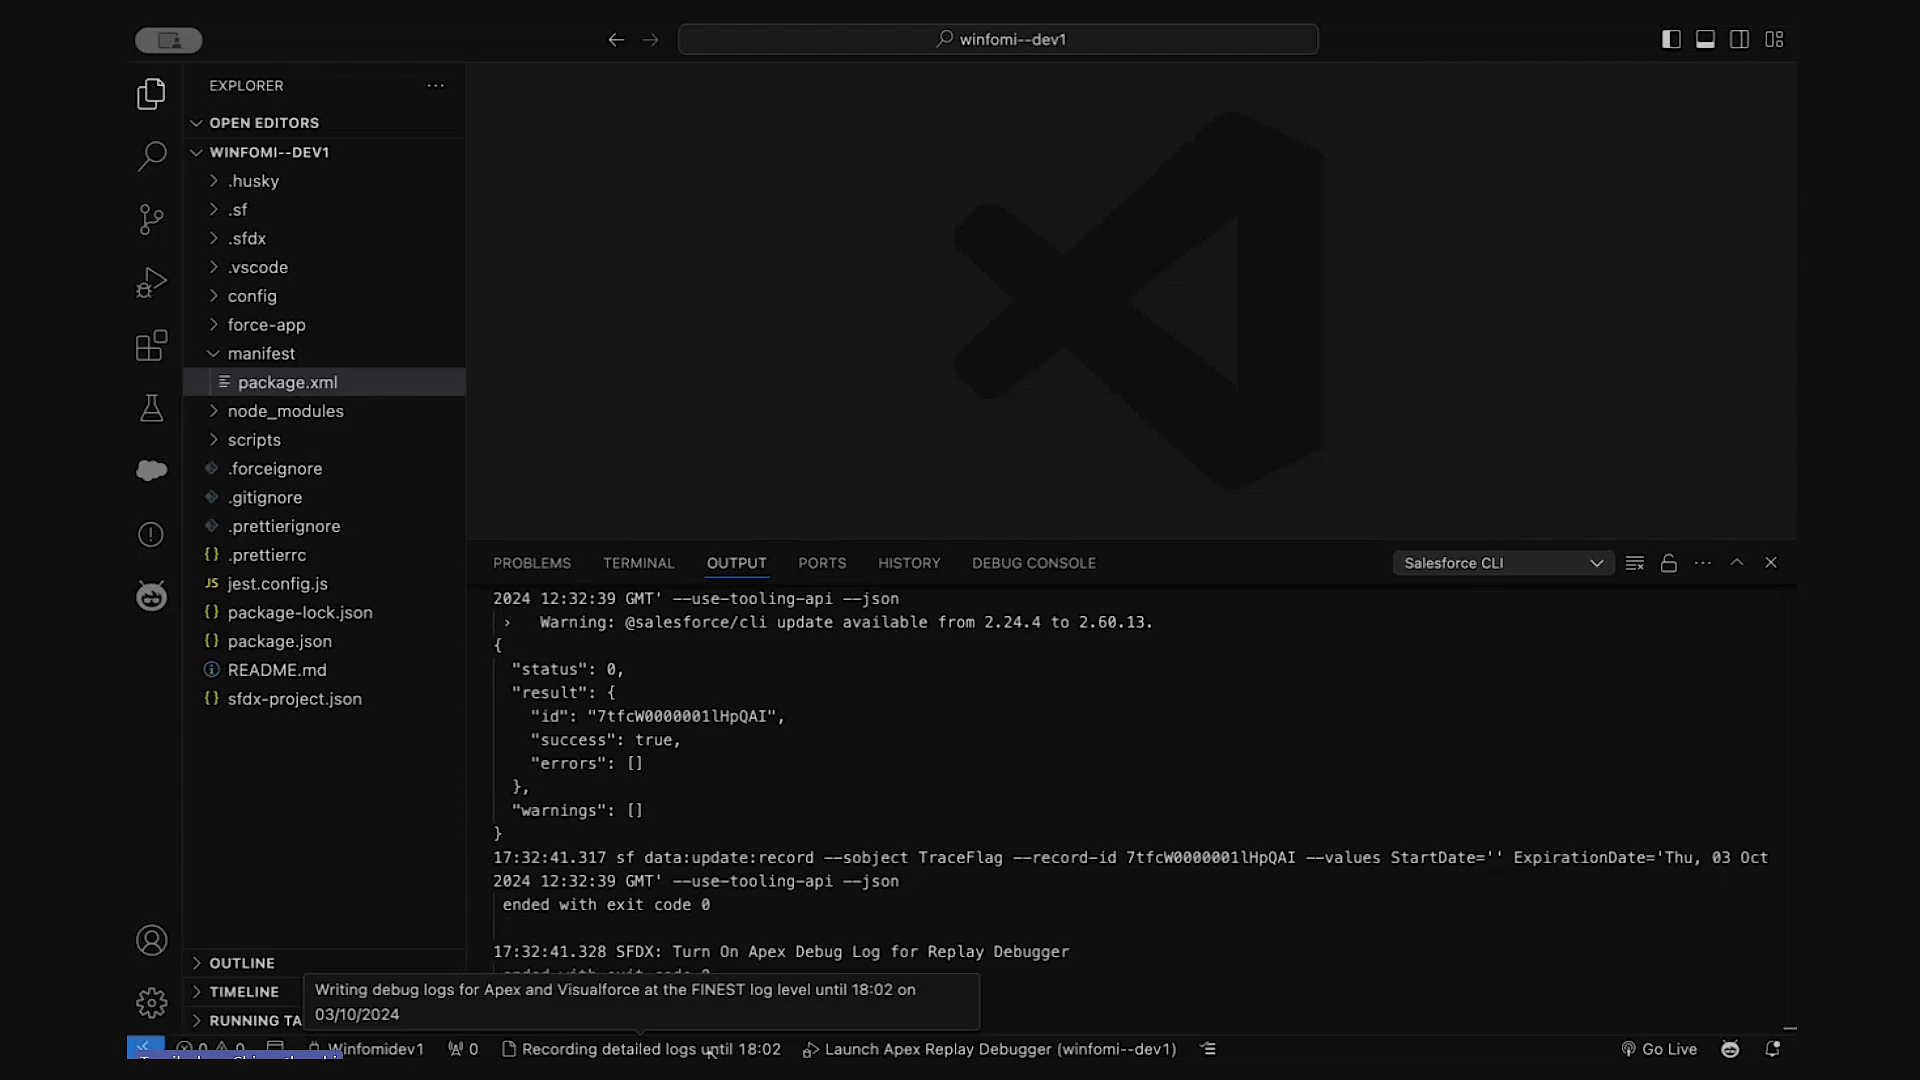 winfomi--dev1
EXPLORER
OPEN EDITORS
WINFOMI--DEV1
.husky
.sf
.sfdx
.vscode
config
force-app
manifest
package.xml
node_modules
scripts
.forceignore
.gitignore
.prettierignore
{} .prettierrc
JS jest.config.js
{} package-lock.json
{} package.json
README.md
{} sfdx-project.json
OUTLINE
TIMELINE
RUNNING TA
PROBLEMS TERMINAL OUTPUT PORTS HISTORY DEBUG CONSOLE Salesforce CLI
2024 12:32:39 GMT' --use-tooling-api --json
› Warning: @salesforce/cli update available from 2.24.4 to 2.60.13.
{
"status": 0,
"result": {
"id": "7tfcW0000001lHpQAI",
"success": true,
"errors": []
},
"warnings": []
}
17:32:41.317 sf data:update:record --sobject TraceFlag --record-id 7tfcW0000001lHpQAI --values StartDate='' ExpirationDate='Thu, 03 Oct
2024 12:32:39 GMT' --use-tooling-api --json
ended with exit code 0
17:32:41.328 SFDX: Turn On Apex Debug Log for Replay Debugger
ended with exit code 0
Writing debug logs for Apex and Visualforce at the FINEST log level until 18:02 on
03/10/2024
0 0 Winfomidev1 0 Recording detailed logs until 18:02 Launch Apex Replay Debugger (winfomi--dev1) Go Live